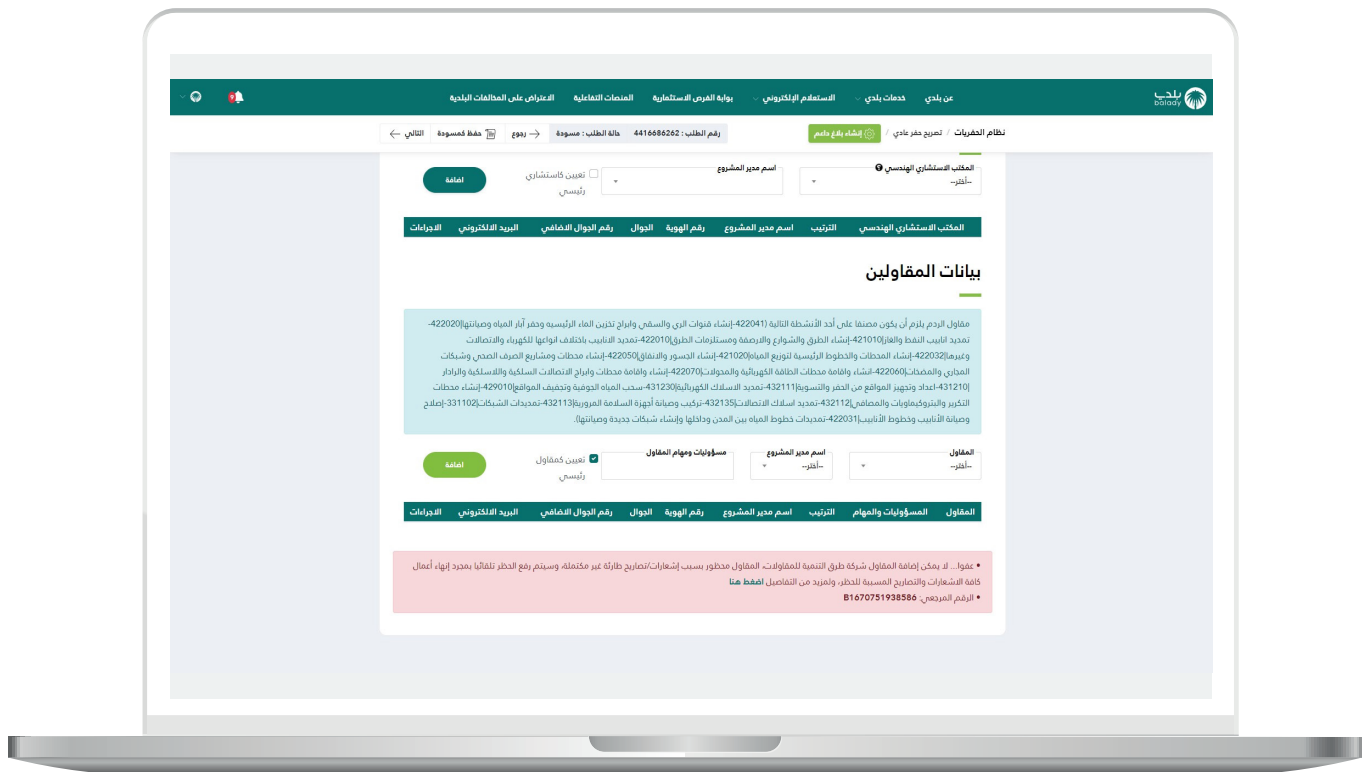 بلدي
balady
عن بلدي
خدمات بلدي
الاستعلام الإلكتروني
بوابة الفرص الاستثمارية
المنصات التفاعلية
الاعتراض على المخالفات البلدية
9
نظام الحفريات / تصريح حفر عادي / إنشاء بلاغ داعم
رقم الطلب : 4416686262
حالة الطلب : مسودة
رجوع
حفظ كمسودة
التالي
المكتب الاستشاري الهندسي
--أختر--
اسم مدير المشروع
تعيين كاستشاري
رئيسي
اضافة
المكتب الاستشاري الهندسي الترتيب اسم مدير المشروع رقم الهوية الجوال رقم الجوال الاضافي البريد الالكتروني الاجراءات
بيانات المقاولين
مقاول الردم يلزم أن يكون مصنفا على أحد الأنشطة التالية (422041-إنشاء قنوات الري والسقي وابراج تخزين الماء الرئيسيه وحفر آبار المياه وصيانتها|422020-
تمديد انابيب النفط والغاز|421010-إنشاء الطرق والشوارع والارصفة ومستلزمات الطرق|422010-تمديد الانابيب باختلاف انواعها للكهرباء والاتصالات
وغيرها|422032-إنشاء المحطات والخطوط الرئيسية لتوزيع المياه|421020-إنشاء الجسور والانفاق|422050-إنشاء محطات ومشاريع الصرف الصحي وشبكات
المجاري والمضخات|422060-انشاء واقامة محطات الطاقة الكهربائية والمحولات|422070-إنشاء واقامة محطات وابراج الاتصالات السلكية واللاسلكية والرادار
|431210-اعداد وتجهيز المواقع من الحفر والتسوية|432111-تمديد الاسلاك الكهربائية|431230-سحب المياه الجوفية وتجفيف المواقع|429010-إنشاء محطات
التكرير والبتروكيماويات والمصافي|432112-تمديد اسلاك الاتصالات|432135-تركيب وصيانة أجهزة السلامة المرورية|432113-تمديدات الشبكات|331102-إصلاح
وصيانة الأنابيب وخطوط الأنابيب|422031-تمديدات خطوط المياه بين المدن وداخلها وإنشاء شبكات جديدة وصيانتها).
المقاول
--أختر--
اسم مدير المشروع
--أختر--
مسؤوليات ومهام المقاول
تعيين كمقاول
رئيسي
اضافة
المقاول المسؤوليات والمهام الترتيب اسم مدير المشروع رقم الهوية الجوال رقم الجوال الاضافي البريد الالكتروني الاجراءات
• عفوا... لا يمكن إضافة المقاول شركة طرق التنمية للمقاولات، المقاول محظور بسبب إشعارات/تصاريح طارئة غير مكتملة، وسيتم رفع الحظر تلقائيا بمجرد إنهاء أعمال
كافة الاشعارات والتصاريح المسببة للحظر، ولمزيد من التفاصيل اضغط هنا
• الرقم المرجعي: B1670751938586